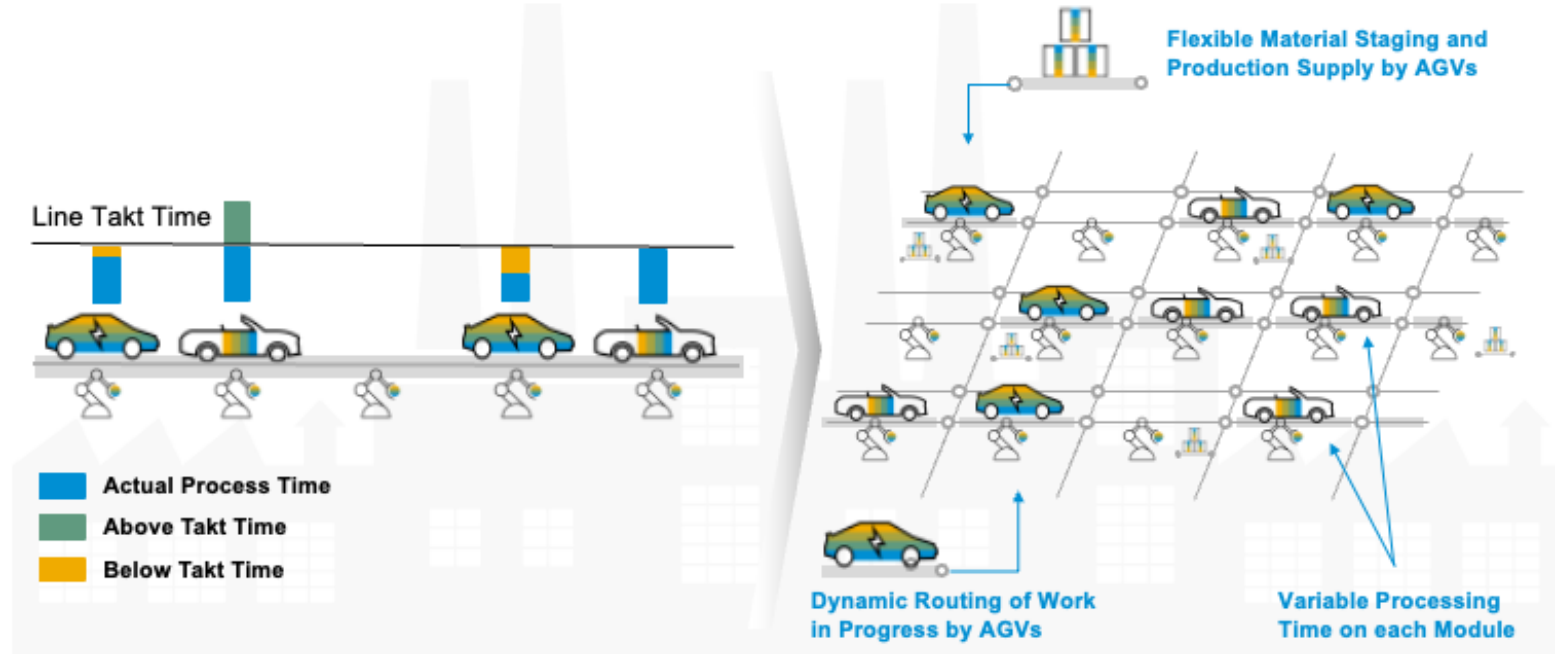 Flexible Material Staging and
Production Supply by AGVs
Line Takt Time
Actual Process Time
Above Takt Time
Below Takt Time
Dynamic Routing of Work
in Progress by AGVs
Variable Processing
Time on each Module